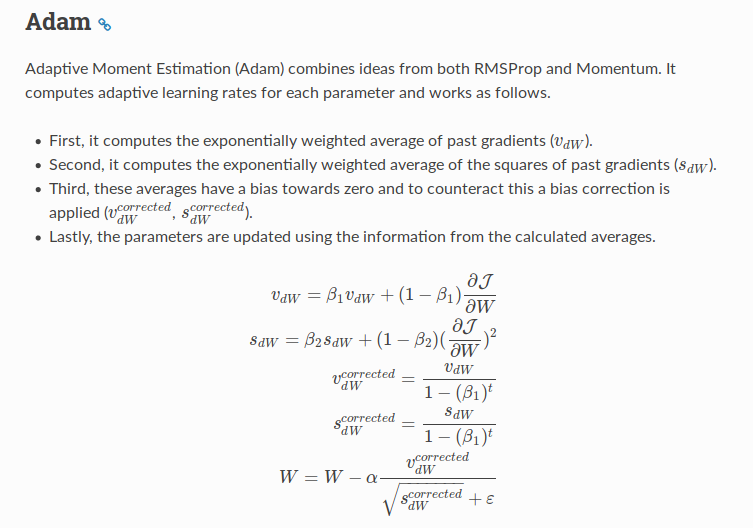 Adam
Adaptive Moment Estimation (Adam) combines ideas from both RMSProp and Momentum. It
computes adaptive learning rates for each parameter and works as follows.
• First, it computes the exponentially weighted average of past gradients ($v_{dW}$).
• Second, it computes the exponentially weighted average of the squares of past gradients ($s_{dW}$).
• Third, these averages have a bias towards zero and to counteract this a bias correction is
applied ($v_{dW}^{corrected}$, $s_{dW}^{corrected}$).
• Lastly, the parameters are updated using the information from the calculated averages.
$v_{dW} = \beta_1 v_{dW} + (1 - \beta_1) \frac{\partial \mathcal{J}}{\partial W}$
$s_{dW} = \beta_2 s_{dW} + (1 - \beta_2) (\frac{\partial \mathcal{J}}{\partial W})^2$
$v_{dW}^{corrected} = \frac{v_{dW}}{1 - (\beta_1)^t}$
$s_{dW}^{corrected} = \frac{s_{dW}}{1 - (\beta_1)^t}$
$W = W - \alpha \frac{v_{dW}^{corrected}}{\sqrt{s_{dW}^{corrected}} + \varepsilon}$